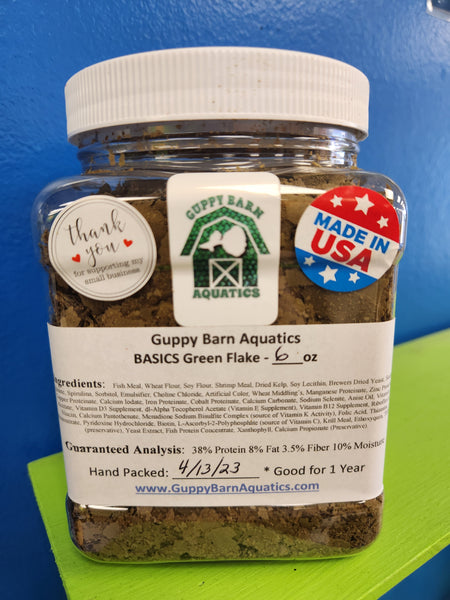 thank
you
for supporting my
small business
GUPPY BARN
AQUATICS
MADE IN
USA
Guppy Barn Aquatics
BASICS Green Flake - 6 oz
Ingredients: Fish Meal, Wheat Flour, Soy Flour, Shrimp Meal, Dried Kelp, Soy Lecithin, Brewers Dried Yeast,
Spirulina, Sorbitol, Emulsifier, Choline Chloride, Artificial Color, Wheat Middling's, Manganese Proteinate, Zinc
Copper Proteinate, Calcium Iodate, Iron Proteinate, Cobalt Proteinate, Calcium Carbonate, Sodium Selenite, Anise Oil,
Vitamin D3 Supplement, dl-Alpha Tocopherol Acetate (Vitamin E Supplement), Vitamin B12 Supplement,
Calcium Pantothenate, Menadione Sodium Bisulfite Complex (source of Vitamin K Activity), Folic Acid,
Pyridoxine Hydrochloride, Biotin, L-Ascorbyl-2-Polyphosphate (source of Vitamin C), Krill Meal, Ethoxyquin
(preservative), Yeast Extract, Fish Protein Concentrate, Xanthophyll, Calcium Propionate (Preservative)
Guaranteed Analysis: 38% Protein 8% Fat 3.5% Fiber 10% Moisture
Hand Packed: 4/13/23 * Good for 1 Year
www.GuppyBarnAquatics.com